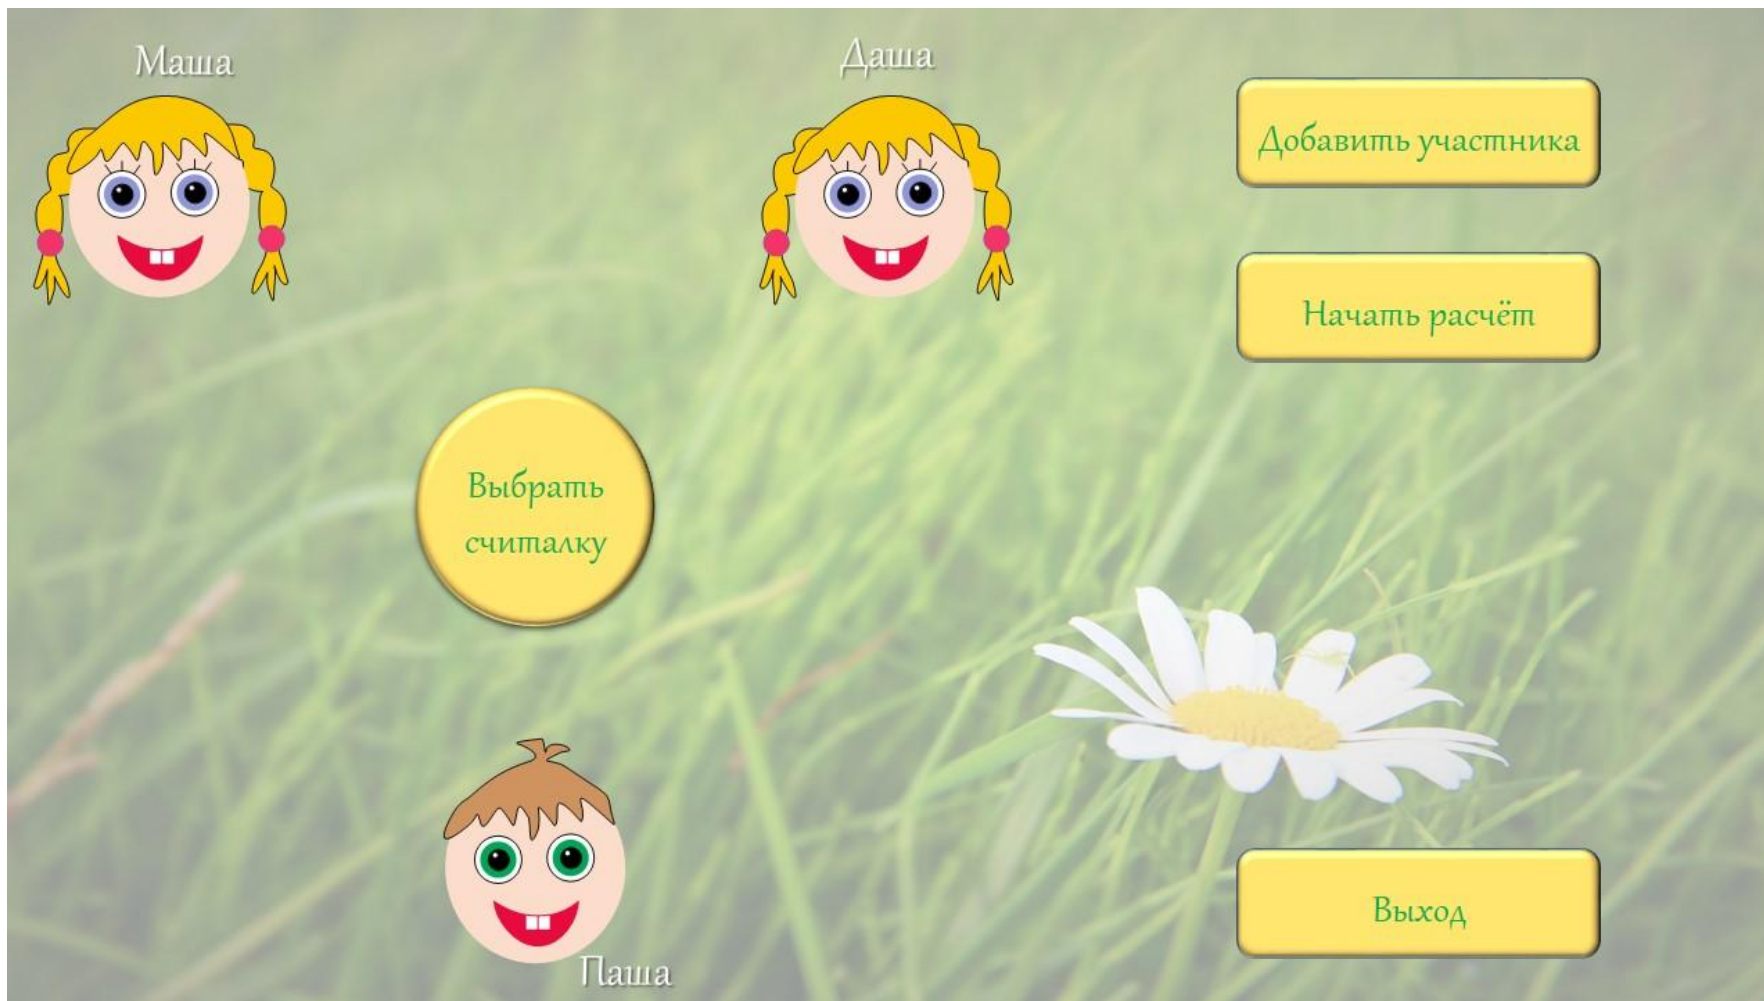 Маша
Даша
Добавить участника
Начать расчёт
Выбрать
считалку
Выход
Паша